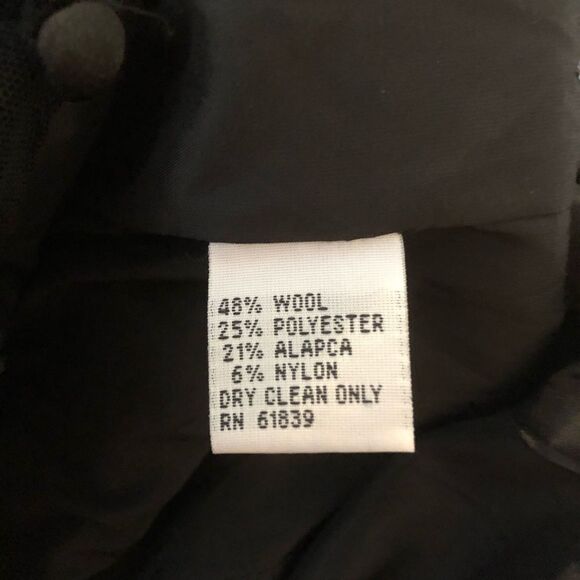 48% WOOL
25% POLYESTER
21% ALAPCA
6% NYLON
DRY CLEAN ONLY
RN 61839